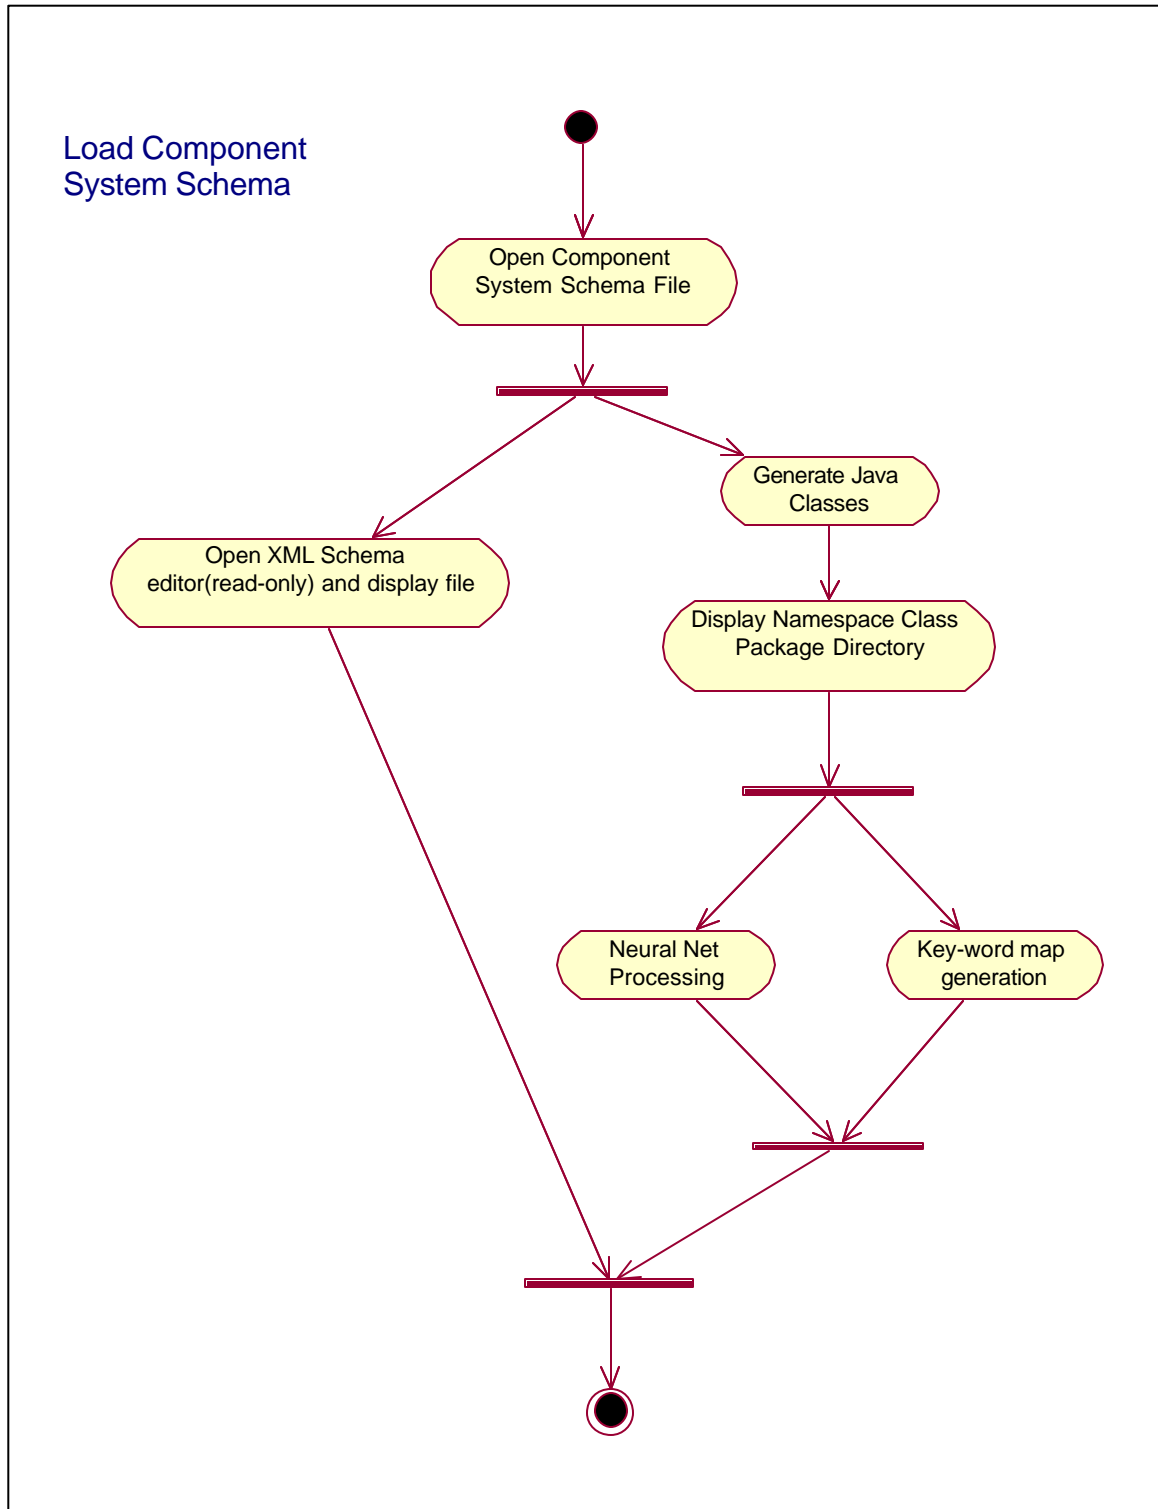 Load Component
System Schema
Open Component
System Schema File
Generate Java
Classes
Open XML Schema
editor(read-only) and display file
Display Namespace Class
Package Directory
Neural Net
Processing
Key-word map
generation